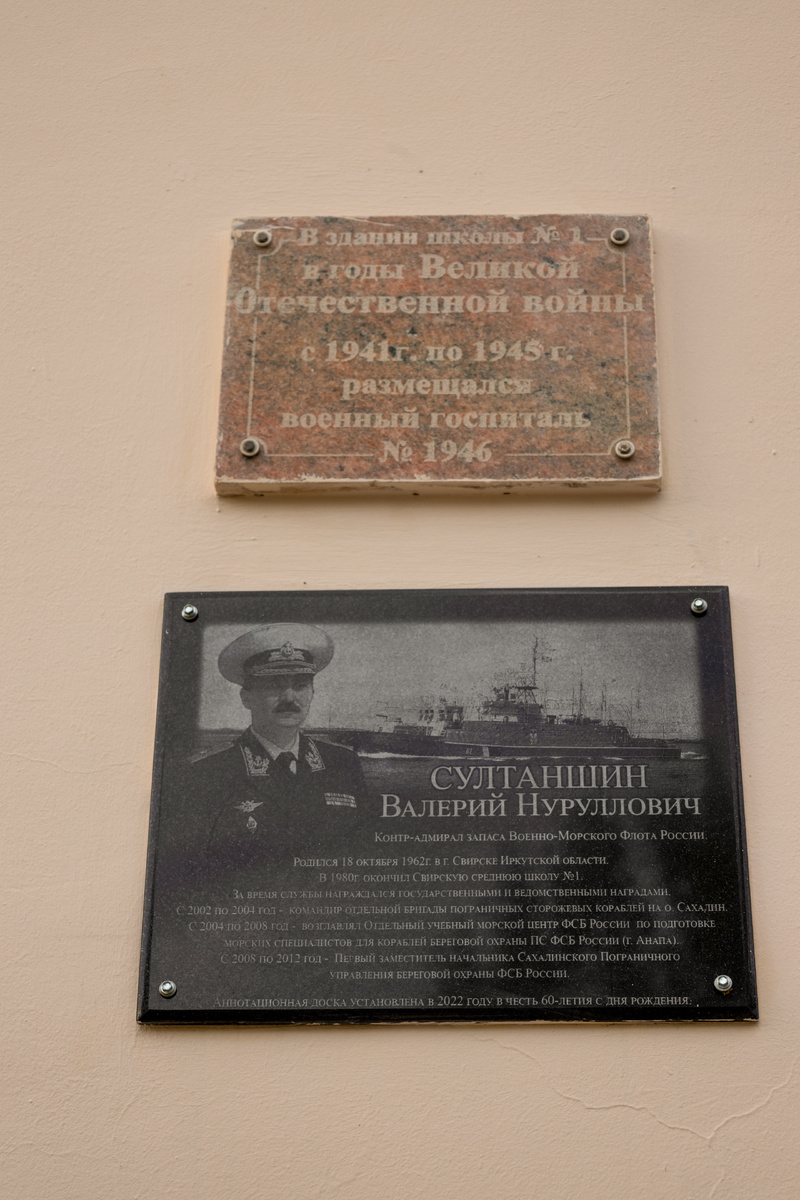 В здании школы № 1
в годы Великой
Отечественной войны
с 1941г. по 1945 г.
размещался
военный госпиталь
№ 1946
СУЛТАНШИН
Валерий Нуруллович
Контр-адмирал запаса Военно-Морского Флота России.
Родился 18 октября 1962г. в г. Свирске Иркутской области.
В 1980г. окончил Свирскую среднюю школу №1.
За время службы награждался государственными и ведомственными наградами.
С 2002 по 2004 год - командир отдельной бригады пограничных сторожевых кораблей на о. Сахалин.
С 2004 по 2008 год - возглавлял Отдельный учебный морской центр ФСБ России по подготовке
морских специалистов для кораблей береговой охраны ПС ФСБ России (г. Анапа).
С 2008 по 2012 год - Первый заместитель начальника Сахалинского Пограничного
управления береговой охраны ФСБ России.
Аннотационная доска установлена в 2022 году в честь 60-летия с дня рождения.